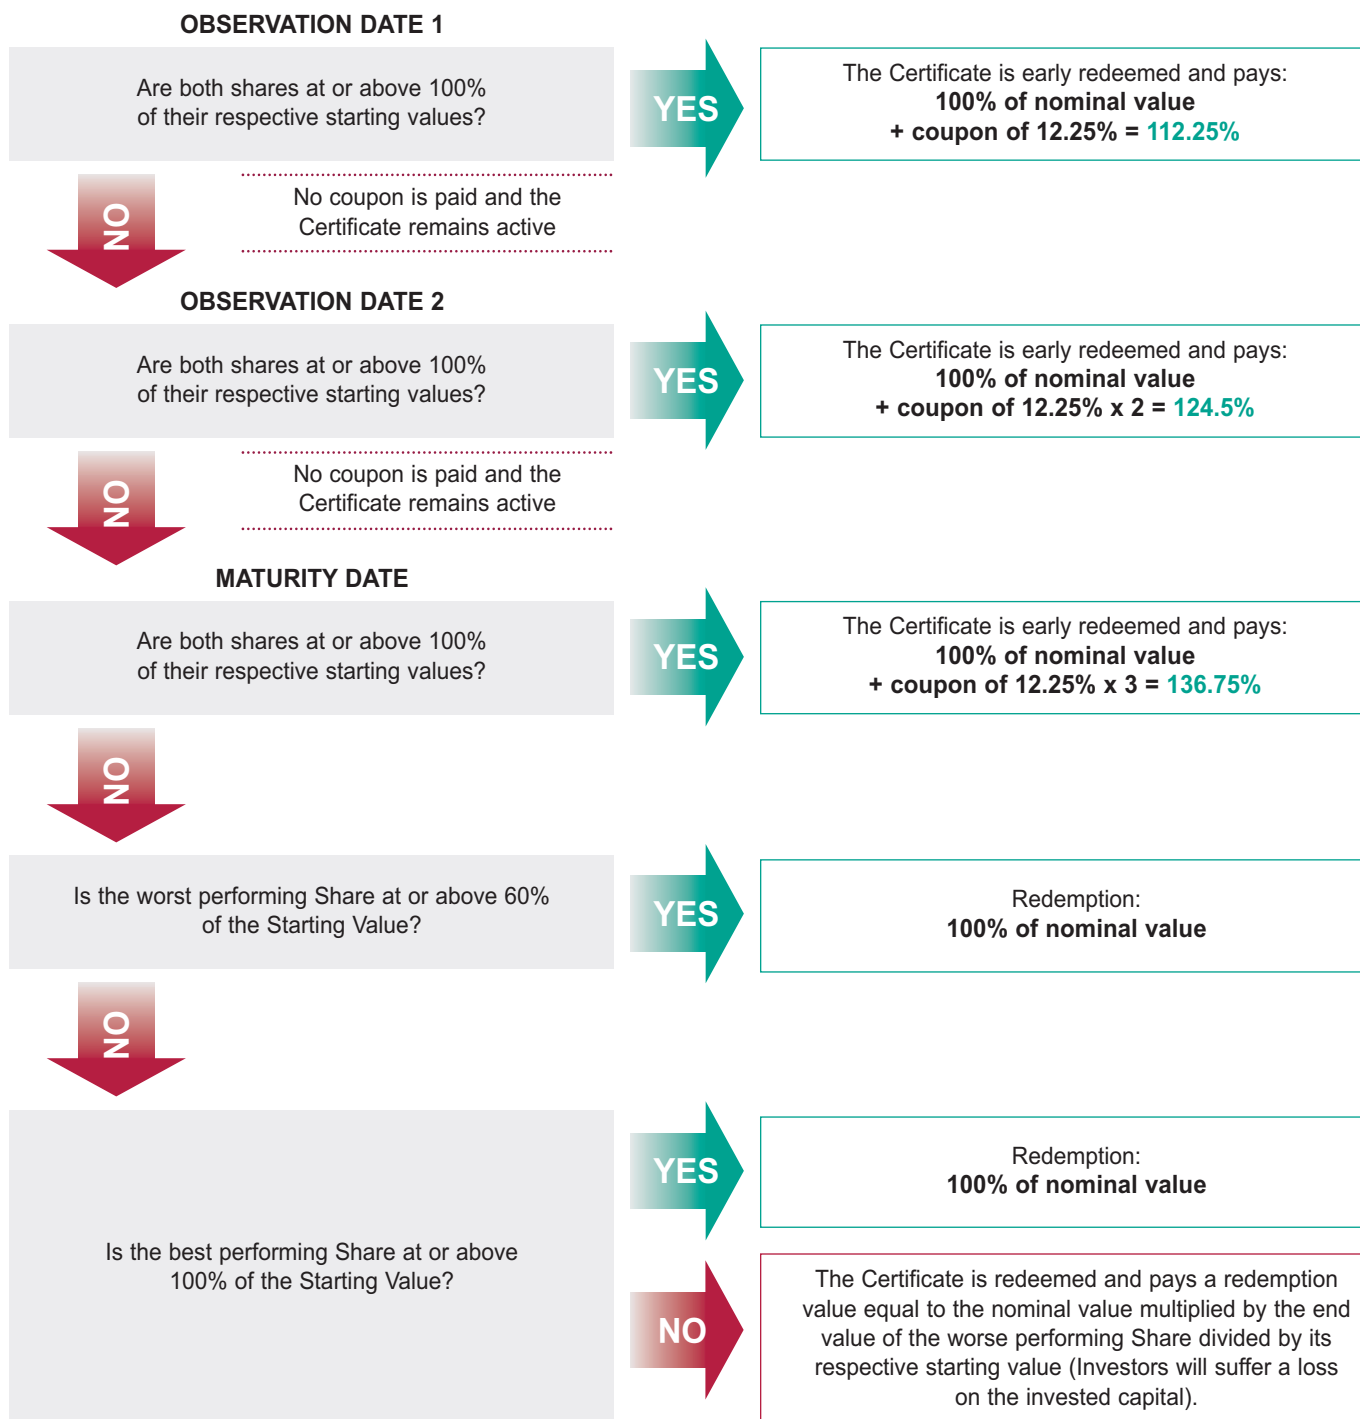 OBSERVATION DATE 1
Are both shares at or above 100%
of their respective starting values?
YES
The Certificate is early redeemed and pays:
100% of nominal value
+ coupon of 12.25% = 112.25%
NO
No coupon is paid and the
Certificate remains active
OBSERVATION DATE 2
Are both shares at or above 100%
of their respective starting values?
YES
The Certificate is early redeemed and pays:
100% of nominal value
+ coupon of 12.25% x 2 = 124.5%
NO
No coupon is paid and the
Certificate remains active
MATURITY DATE
Are both shares at or above 100%
of their respective starting values?
YES
The Certificate is early redeemed and pays:
100% of nominal value
+ coupon of 12.25% x 3 = 136.75%
NO
Is the worst performing Share at or above 60%
of the Starting Value?
YES
Redemption:
100% of nominal value
NO
Is the best performing Share at or above
100% of the Starting Value?
YES
Redemption:
100% of nominal value
NO
The Certificate is redeemed and pays a redemption
value equal to the nominal value multiplied by the end
value of the worse performing Share divided by its
respective starting value (Investors will suffer a loss
on the invested capital).